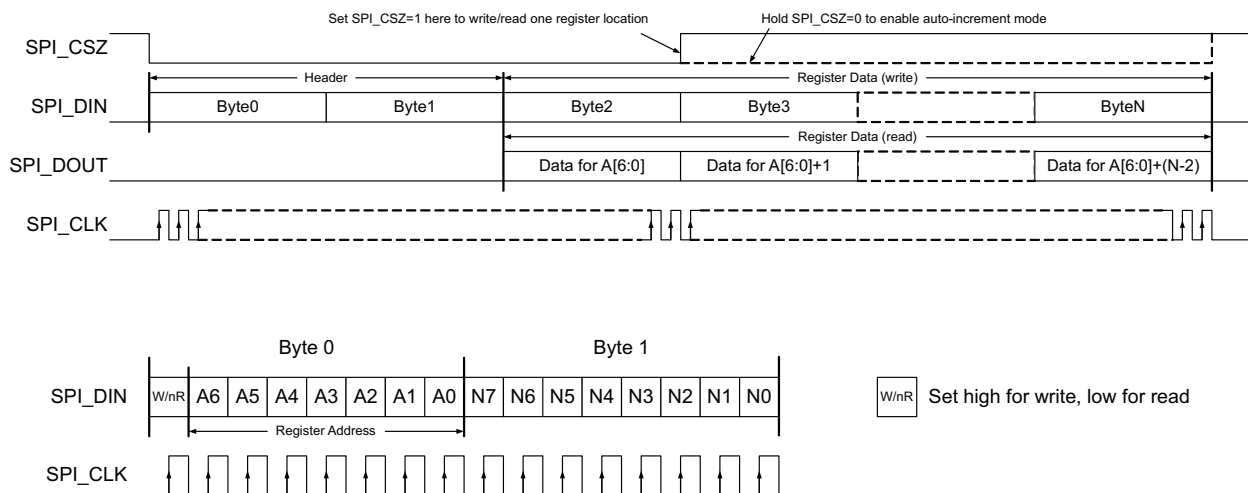 Set SPI_CSZ=1 here to write/read one register location
Hold SPI_CSZ=0 to enable auto-increment mode
SPI_CSZ
Header
Register Data (write)
SPI_DIN
Byte0
Byte1
Byte2
Byte3
ByteN
Register Data (read)
SPI_DOUT
Data for A[6:0]
Data for A[6:0]+1
Data for A[6:0]+(N-2)
SPI_CLK
Byte 0
Byte 1
SPI_DIN
W/nR A6 A5 A4 A3 A2 A1 A0 N7 N6 N5 N4 N3 N2 N1 N0
W/nR Set high for write, low for read
Register Address
SPI_CLK